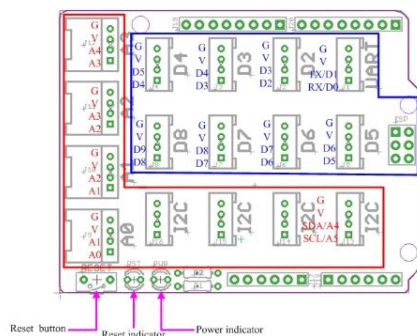 G
V
A4
A3
G
V
A3
A2
G
V
A2
A1
G
V
A1
A0
A0
G
V
D5
D4
D4
G
V
D4
D3
D3
G
V
D3
D2
D2
G
V
TX/D1
RX/D0
UART
ISP
G
V
D9
D8
D8
G
V
D8
D7
D7
G
V
D7
D6
D6
G
V
D6
D5
D5
I2C
I2C
I2C
G
V
SDA/A4
SCL/A5
I2C
RESET
RST
PWR
Reset button
Reset indicator
Power indicator